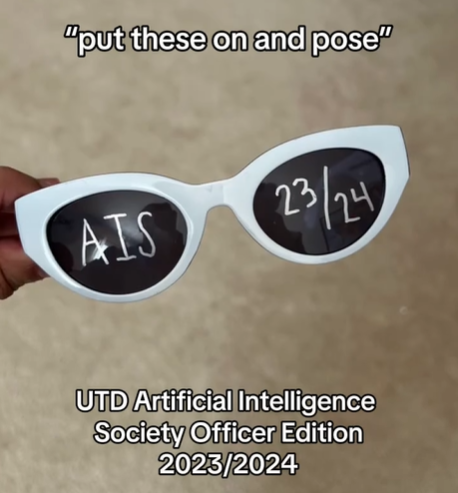 “put these on and pose”
AIS
23/24
UTD Artificial Intelligence
Society Officer Edition
2023/2024